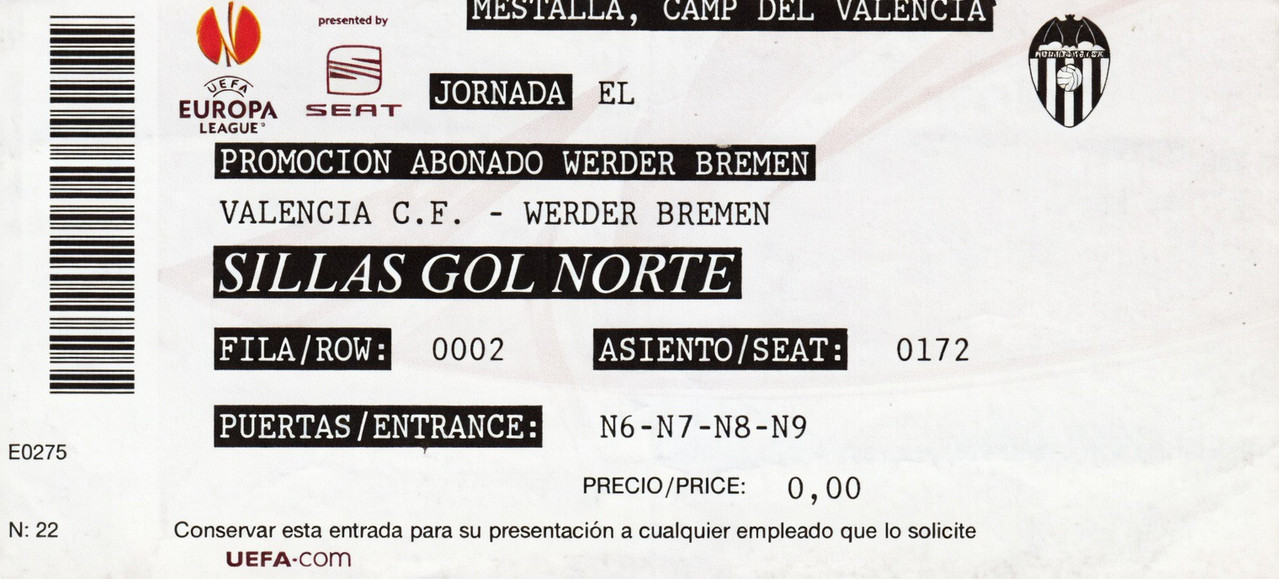 MESTALLA, CAMP DEL VALENCIA
presented by
UEFA
EUROPA
LEAGUE
SEAT
JORNADA EL
PROMOCION ABONADO WERDER BREMEN
VALENCIA C.F. - WERDER BREMEN
SILLAS GOL NORTE
FILA/ROW: 0002 ASIENTO/SEAT: 0172
PUERTAS/ENTRANCE: N6-N7-N8-N9
E0275
PRECIO/PRICE: 0,00
N: 22 Conservar esta entrada para su presentación a cualquier empleado que lo solicite
UEFA·com